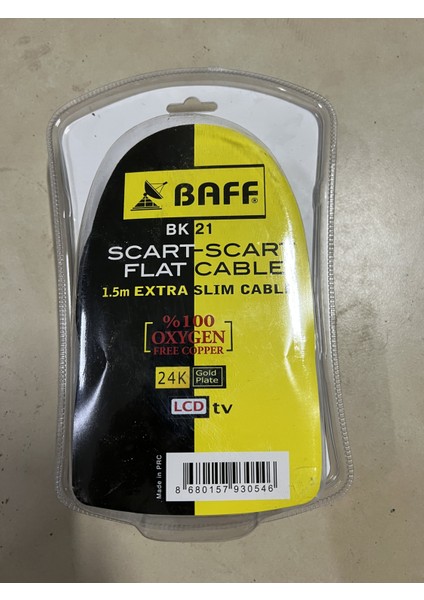 BAFF®
BK 21
SCART-SCART
FLAT CABLE
1.5m EXTRA SLIM CABLE
%100
OXYGEN
FREE COPPER
24K Gold Plate
LCD tv
Made in PRC
8 680157 930546